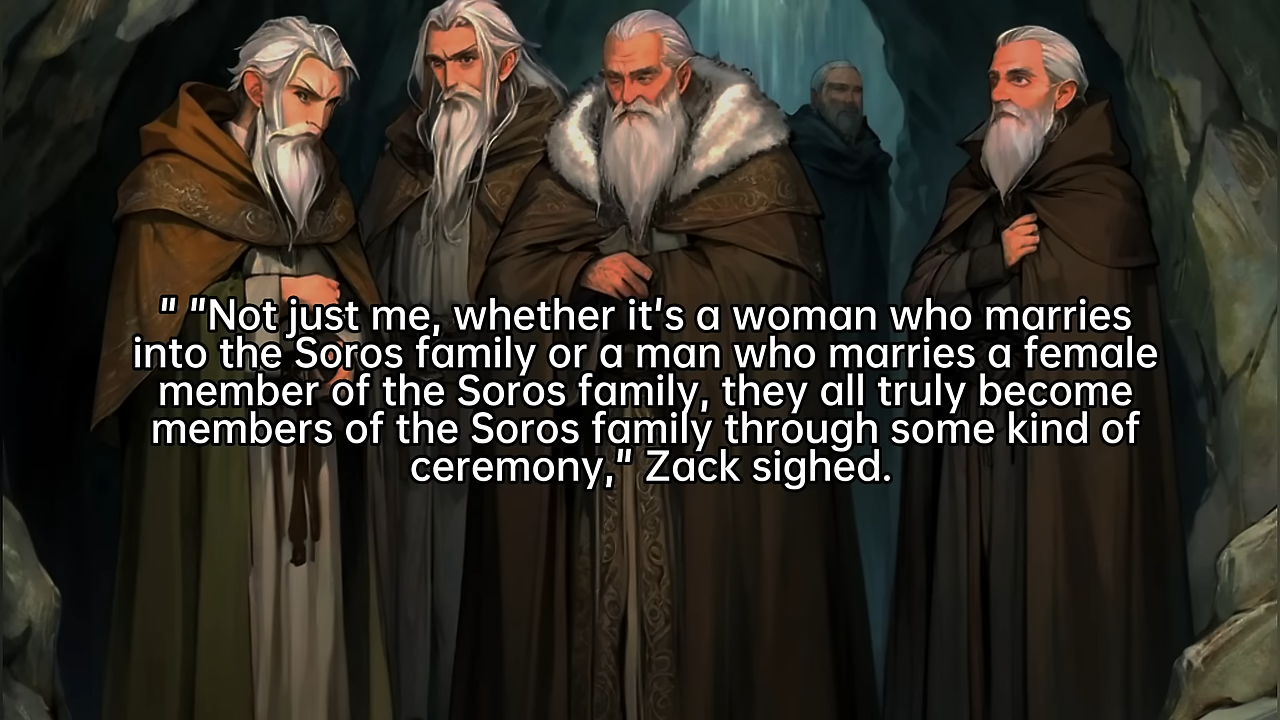 " "Not just me, whether it's a woman who marries
into the Soros family or a man who marries a female
member of the Soros family, they all truly become
members of the Soros family through some kind of
ceremony," Zack sighed.